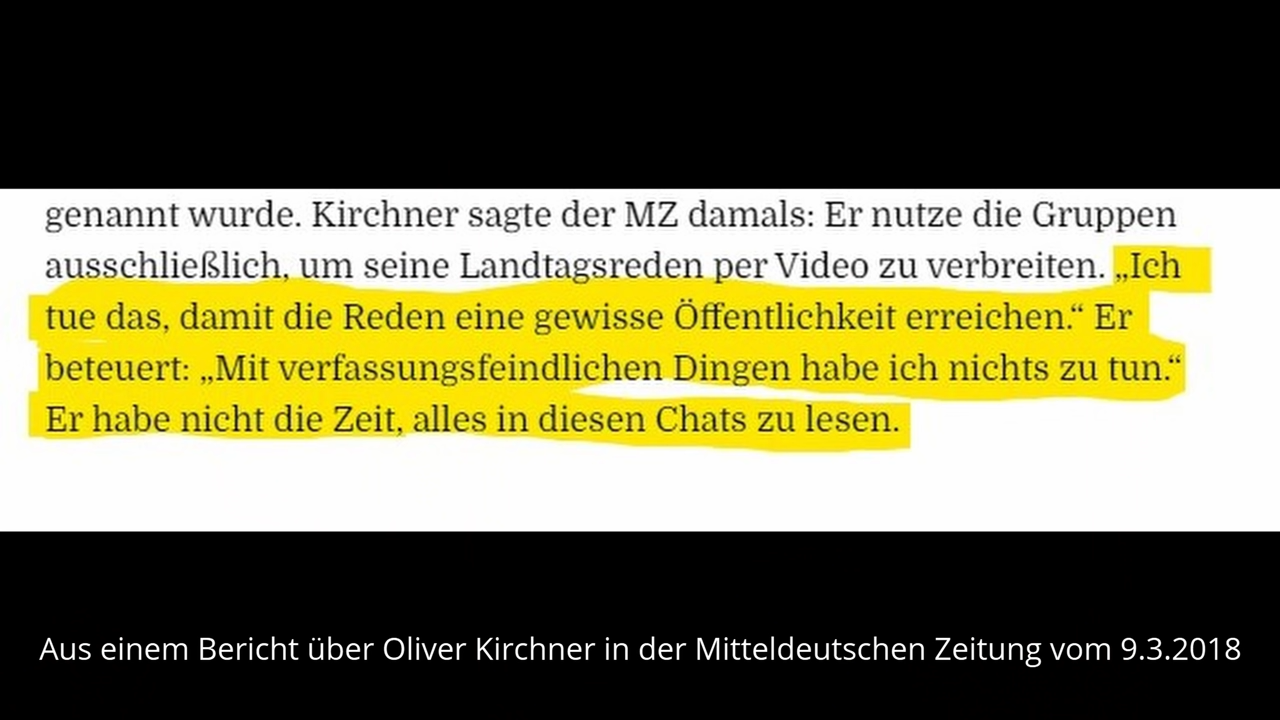 genannt wurde. Kirchner sagte der MZ damals: Er nutze die Gruppen
ausschließlich, um seine Landtagsreden per Video zu verbreiten. „Ich
tue das, damit die Reden eine gewisse Öffentlichkeit erreichen.“ Er
beteuert: „Mit verfassungsfeindlichen Dingen habe ich nichts zu tun.“
Er habe nicht die Zeit, alles in diesen Chats zu lesen.
Aus einem Bericht über Oliver Kirchner in der Mitteldeutschen Zeitung vom 9.3.2018